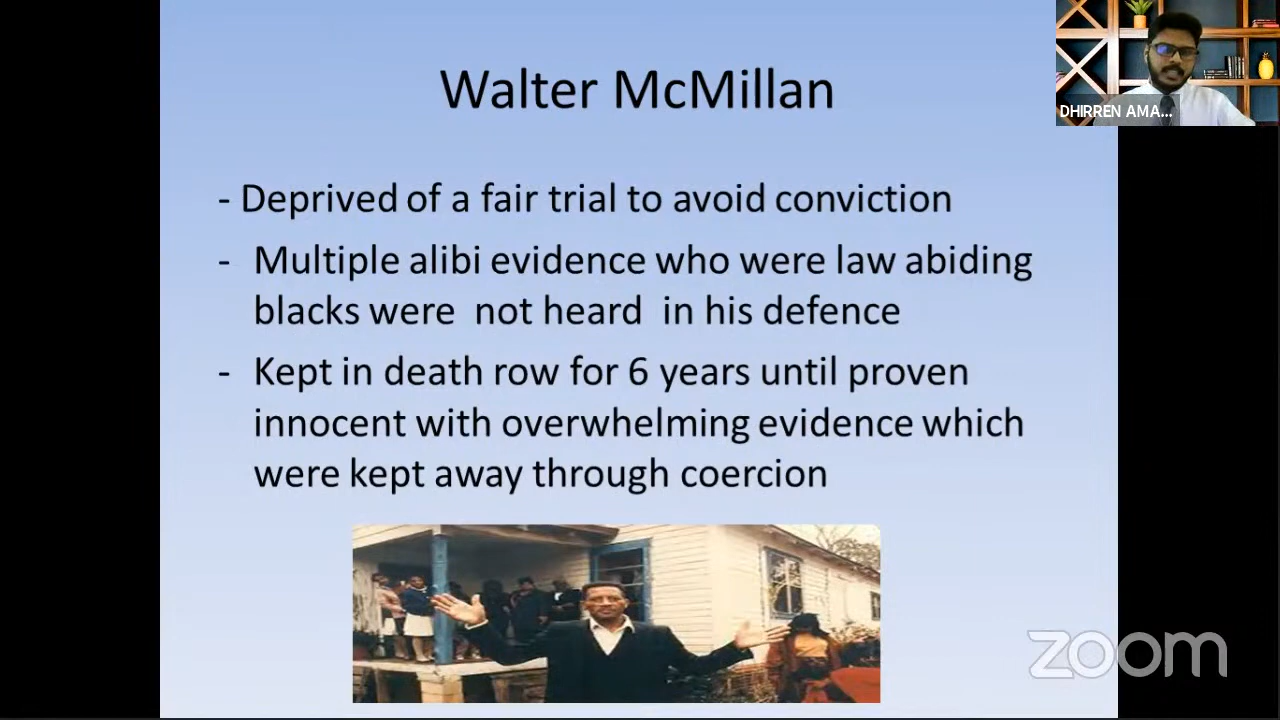 Walter McMillan
DHIRREN AMA...
- Deprived of a fair trial to avoid conviction
- Multiple alibi evidence who were law abiding
blacks were not heard in his defence
- Kept in death row for 6 years until proven
innocent with overwhelming evidence which
were kept away through coercion
zoom